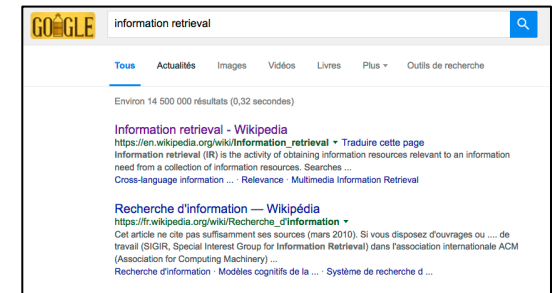 GOOGLE
information retrieval
Tous Actualités Images Vidéos Livres Plus Outils de recherche
Environ 14 500 000 résultats (0,32 secondes)
Information retrieval - Wikipedia
https://en.wikipedia.org/wiki/Information_retrieval Traduire cette page
Information retrieval (IR) is the activity of obtaining information resources relevant to an information
need from a collection of information resources. Searches ...
Cross-language information ... · Relevance · Multimedia Information Retrieval
Recherche d'information — Wikipédia
https://fr.wikipedia.org/wiki/Recherche_d'information
Cet article ne cite pas suffisamment ses sources (mars 2010). Si vous disposez d'ouvrages ou .... de
travail (SIGIR, Special Interest Group for Information Retrieval) dans l'association internationale ACM
(Association for Computing Machinery) ...
Recherche d'information · Modèles cognitifs de la ... · Système de recherche d ...